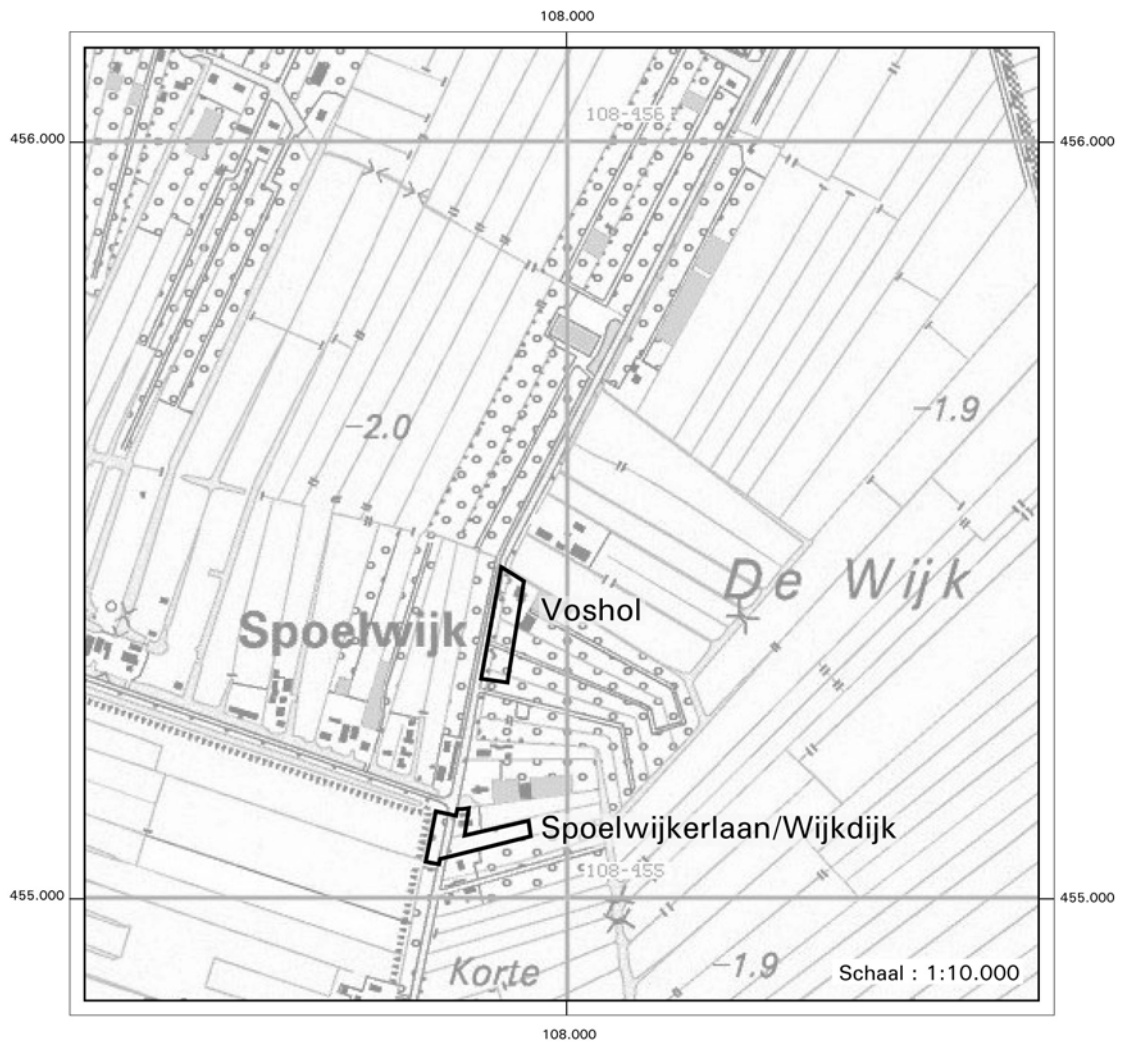 108.000
108-456
456.000
456.000
-1.9
-2.0
De Wijk
Voshol
Spoelwijk
Spoelwijkerlaan/Wijkdijk
108-455
455.000
455.000
-1.9
Korte
Schaal : 1:10.000
108.000